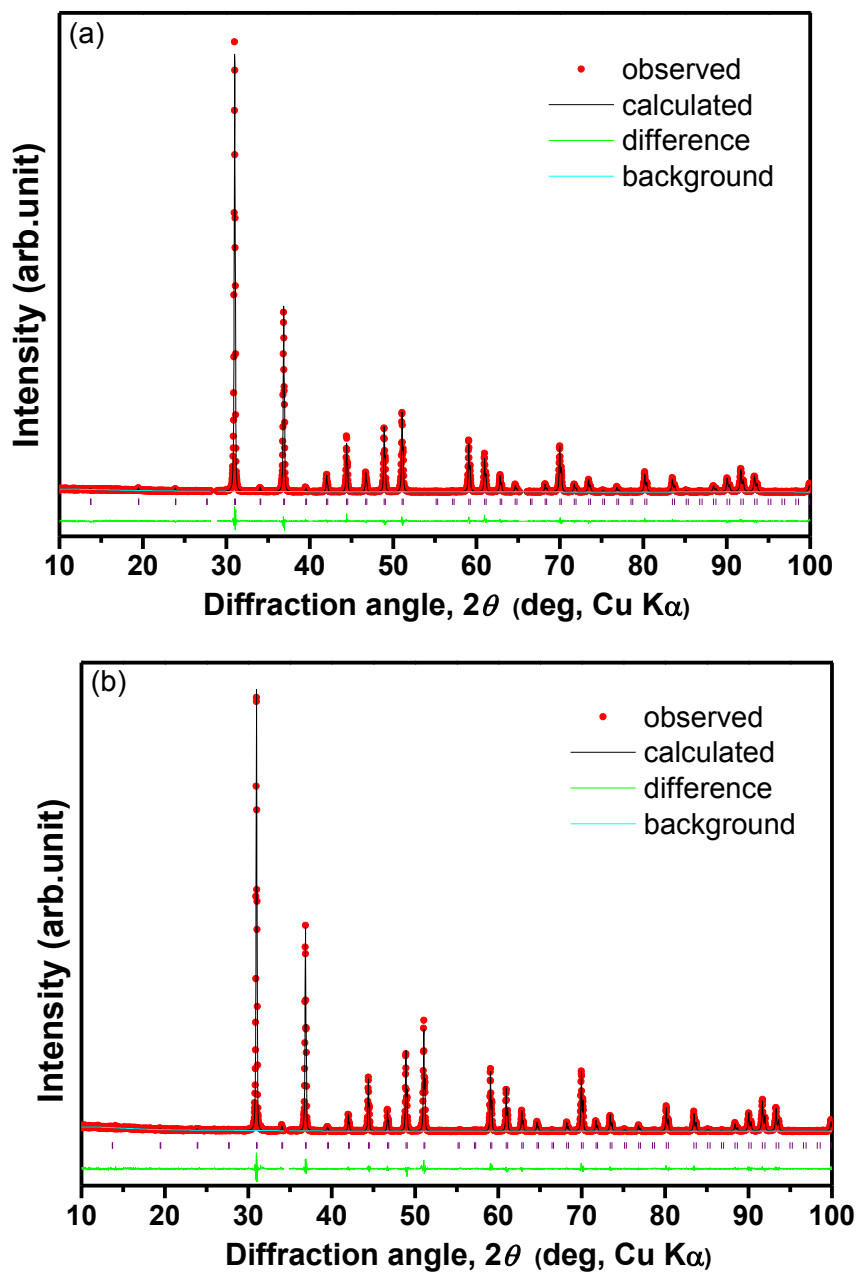 (a)
observed
calculated
difference
background
Intensity (arb.unit)
10 20 30 40 50 60 70 80 90 100
Diffraction angle, 2θ (deg, Cu Kα)
(b)
observed
calculated
difference
background
Intensity (arb.unit)
10 20 30 40 50 60 70 80 90 100
Diffraction angle, 2θ (deg, Cu Kα)